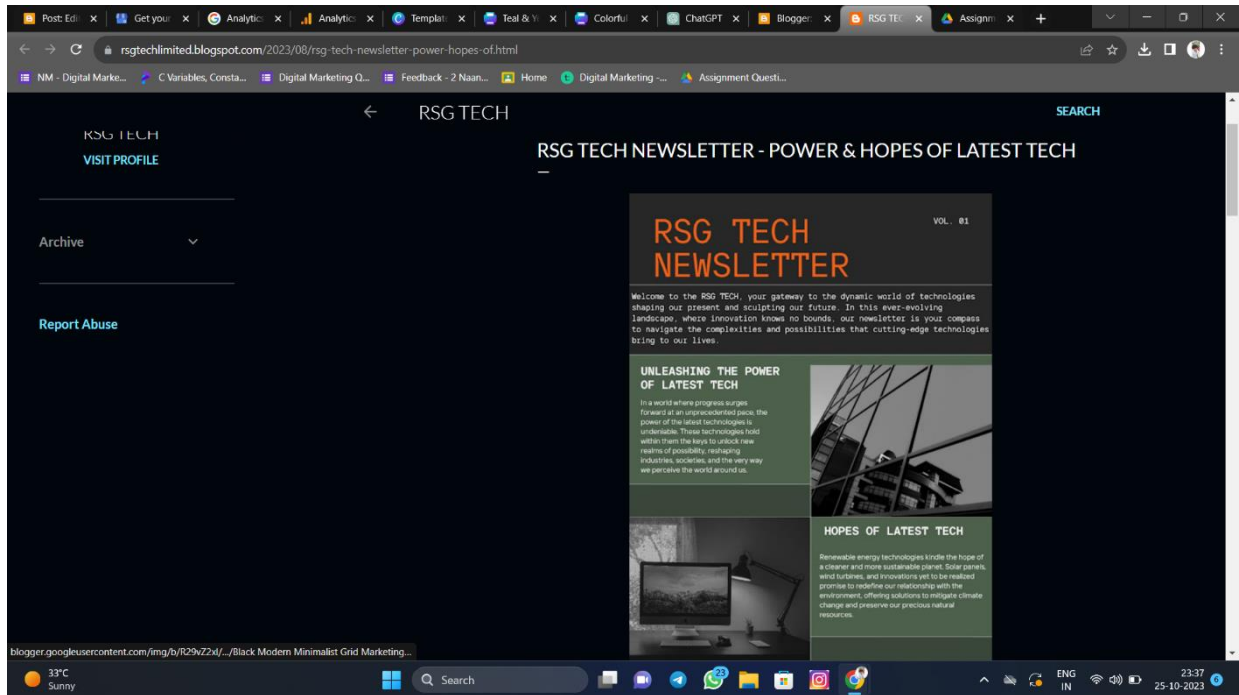 Post: Edi
Get your
Analytic
Analytics
Templat
Teal & Y
Colorful
ChatGPT
Blogger:
RSG TEC
Assignm
rsgtechlimited.blogspot.com/2023/08/rsg-tech-newsletter-power-hopes-of.html
NM - Digital Marke...
C Variables, Consta...
Digital Marketing Q...
Feedback - 2 Naan...
Home
Digital Marketing -...
Assignment Questi...
RSG TECH
VISIT PROFILE
Archive
Report Abuse
RSG TECH
SEARCH
RSG TECH NEWSLETTER - POWER & HOPES OF LATEST TECH
RSG TECH
NEWSLETTER
VOL. 01
Welcome to the RSG TECH, your gateway to the dynamic world of technologies
shaping our present and sculpting our future. In this ever-evolving
landscape, where innovation knows no bounds, our newsletter is your compass
to navigate the complexities and possibilities that cutting-edge technologies
bring to our lives.
UNLEASHING THE POWER
OF LATEST TECH
In a world where progress surges
forward at an unprecedented pace, the
power of the latest technologies is
undeniable. These technologies hold
within them the keys to unlock new
realms of possibility, reshaping
industries, societies, and the very way
we perceive the world around us.
HOPES OF LATEST TECH
Renewable energy technologies kindle the hope of
a cleaner and more sustainable planet. Solar panels,
wind turbines, and innovations yet to be realized
promise to redefine our relationship with the
environment, offering solutions to mitigate climate
change and preserve our precious natural
resources.
blogger.googleusercontent.com/img/b/R29vZ2xl/.../Black Modern Minimalist Grid Marketing...
33°C
Sunny
Search
23
ENG
IN
23:37
25-10-2023
6